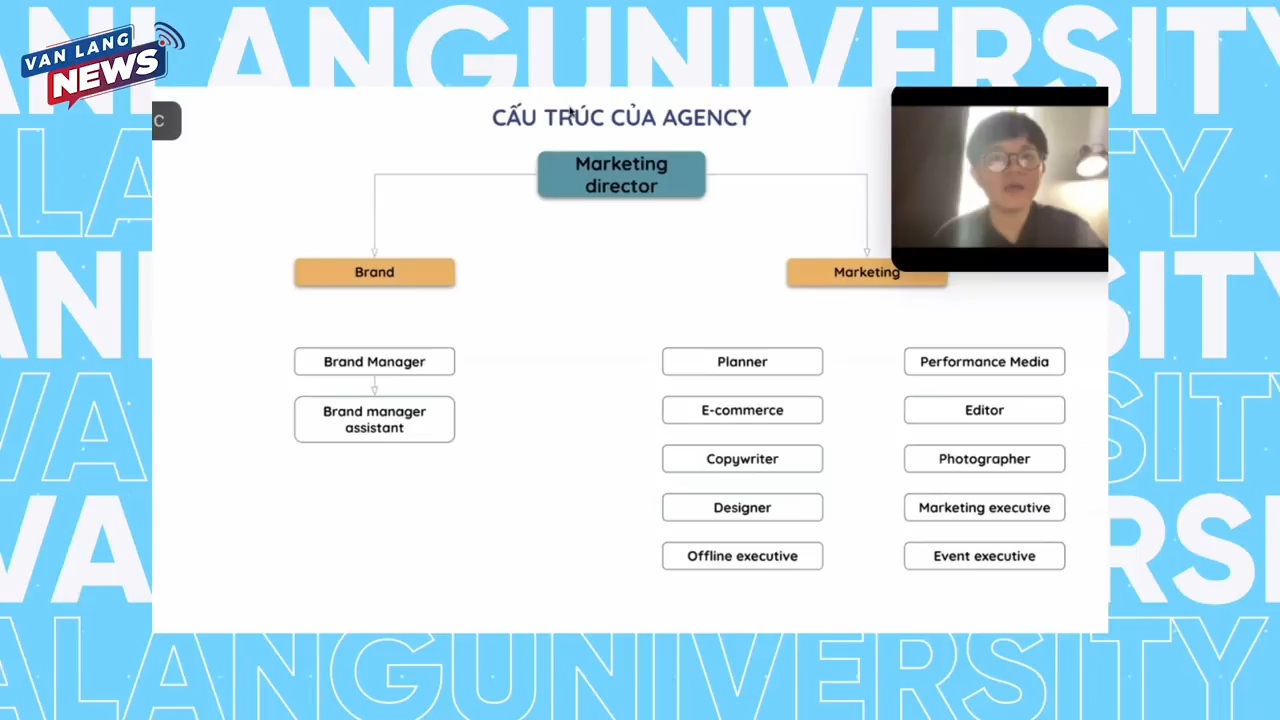 VAN LANG
NEWS
C
CẤU TRÚC CỦA AGENCY
Marketing
director
Brand
Marketing
Brand Manager
Brand manager
assistant
Planner
E-commerce
Copywriter
Designer
Offline executive
Performance Media
Editor
Photographer
Marketing executive
Event executive